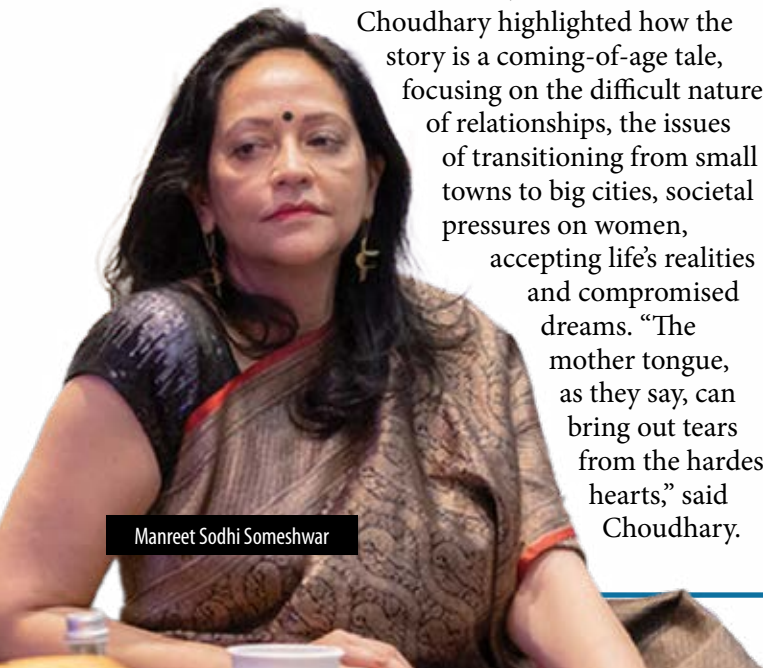 Choudhary highlighted how the
story is a coming-of-age tale,
focusing on the difficult nature
of relationships, the issues
of transitioning from small
towns to big cities, societal
pressures on women,
accepting life’s realities
and compromised
dreams. “The
mother tongue,
as they say, can
bring out tears
from the hardes
hearts,” said
Choudhary.
Manreet Sodhi Someshwar